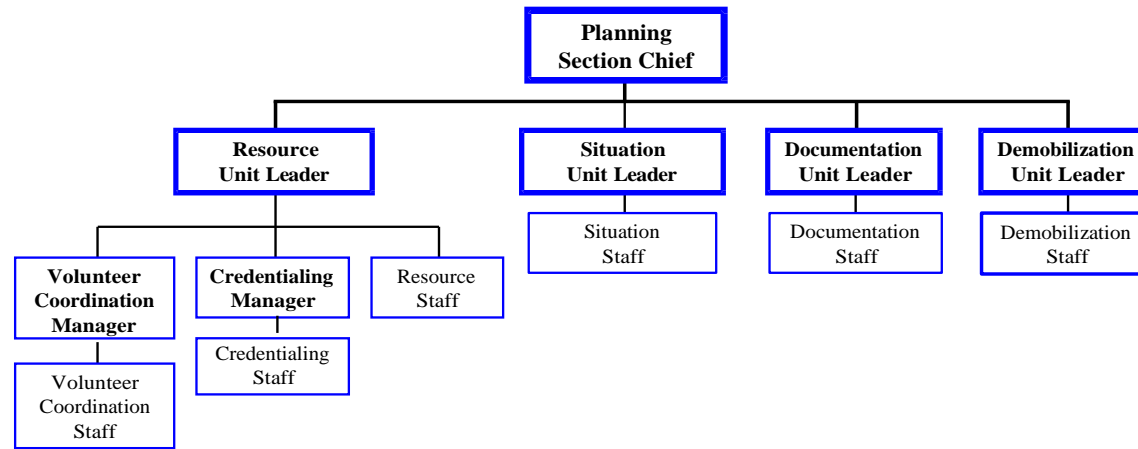 Planning
Section Chief
Resource
Unit Leader
Situation
Unit Leader
Documentation
Unit Leader
Demobilization
Unit Leader
Situation
Staff
Documentation
Staff
Demobilization
Staff
Volunteer
Coordination
Manager
Credentialing
Manager
Resource
Staff
Volunteer
Coordination
Staff
Credentialing
Staff